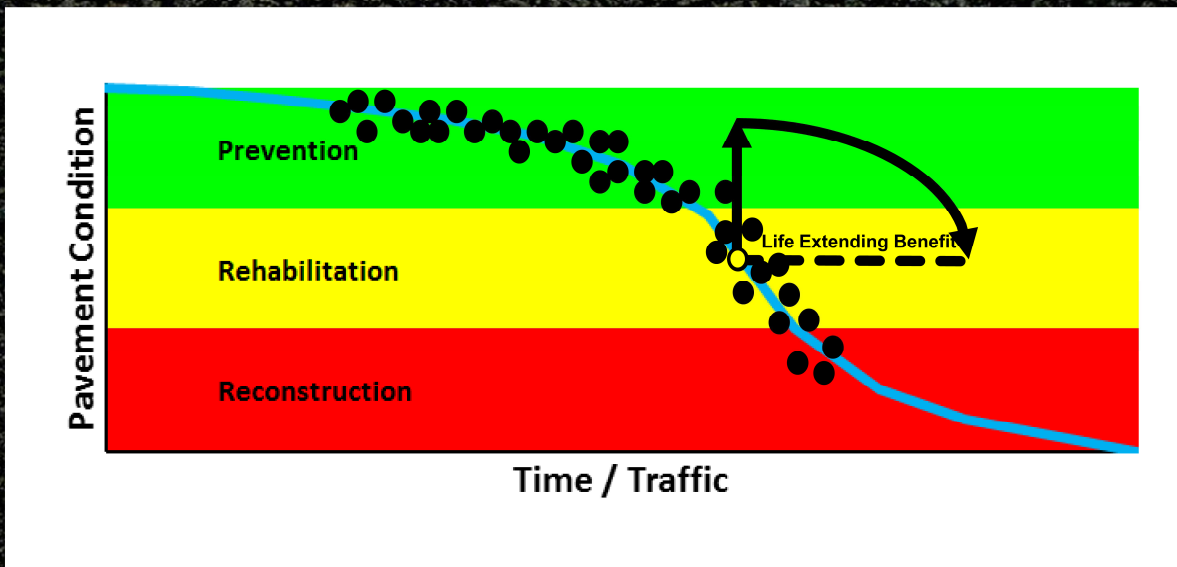 Pavement Condition
Prevention
Rehabilitation
Reconstruction
Life Extending Benefit
Time / Traffic